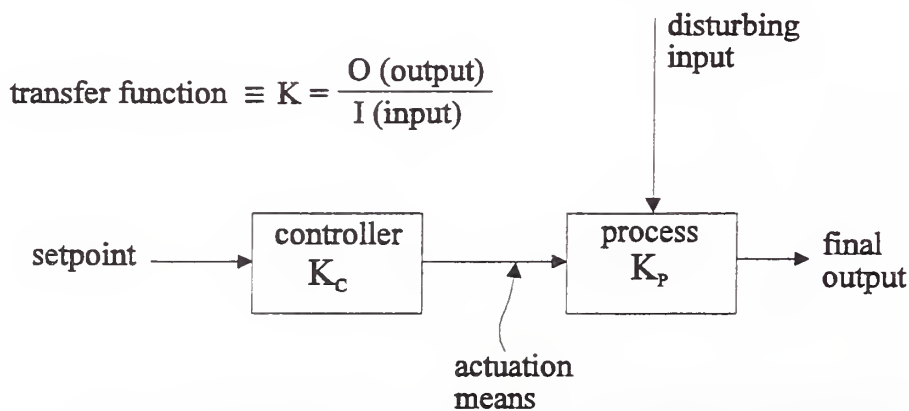 disturbing
input
transfer function ≡ K = O (output) / I (input)
setpoint
controller
K_C
process
K_P
final
output
actuation
means